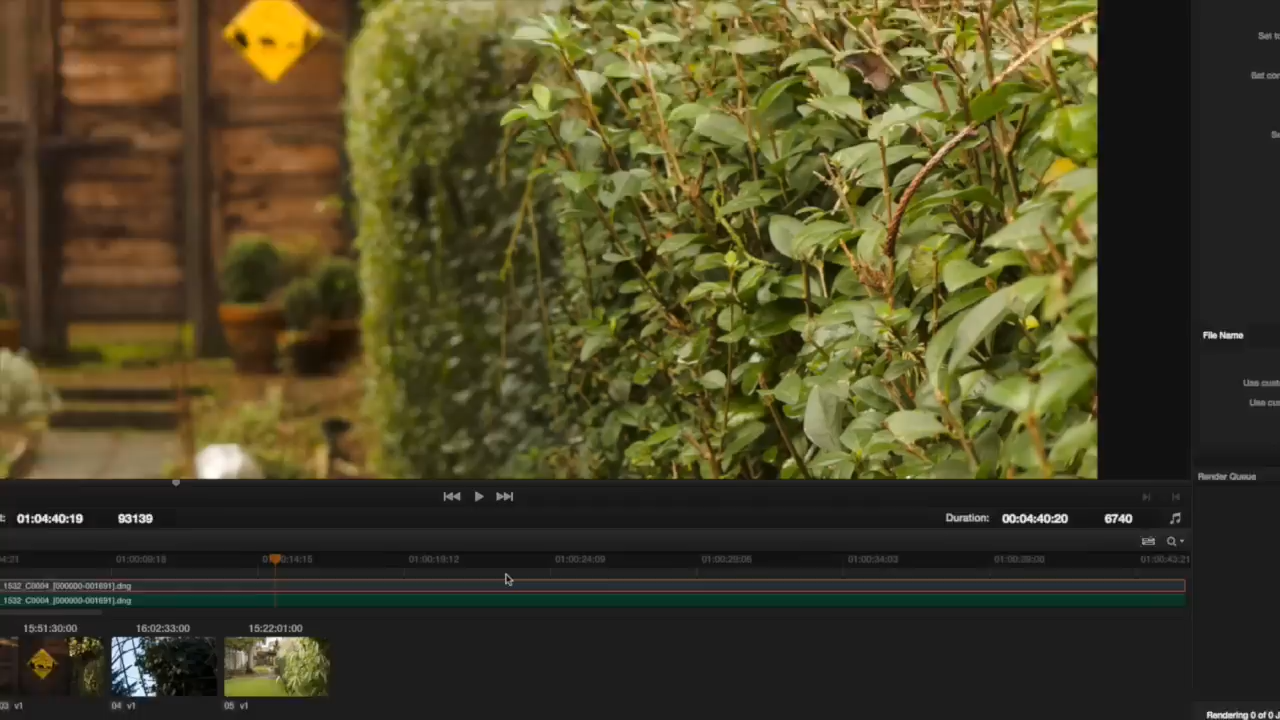 Set to
File Name
Use cust
Use cus
Render Queue
01:04:40:19 93139
Duration: 00:04:40:20 6740
4:21 01:00:09:18 01:00:14:15 01:00:19:12 01:00:24:09 01:00:29:06 01:00:34:03 01:00:39:00 01:00:43:21
1532_C0004_[000000-001691].dng
1532_C0004_[000000-001691].dng
15:51:30:00 16:02:33:00 15:22:01:00
03 v1 04 v1 05 v1
Rendering 0 of 0 J